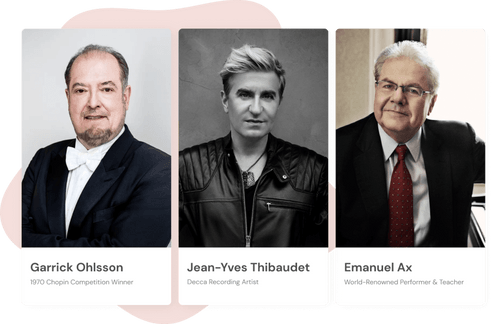 Garrick Ohlsson
1970 Chopin Competition Winner
Jean-Yves Thibaudet
Decca Recording Artist
Emanuel Ax
World-Renowned Performer & Teacher